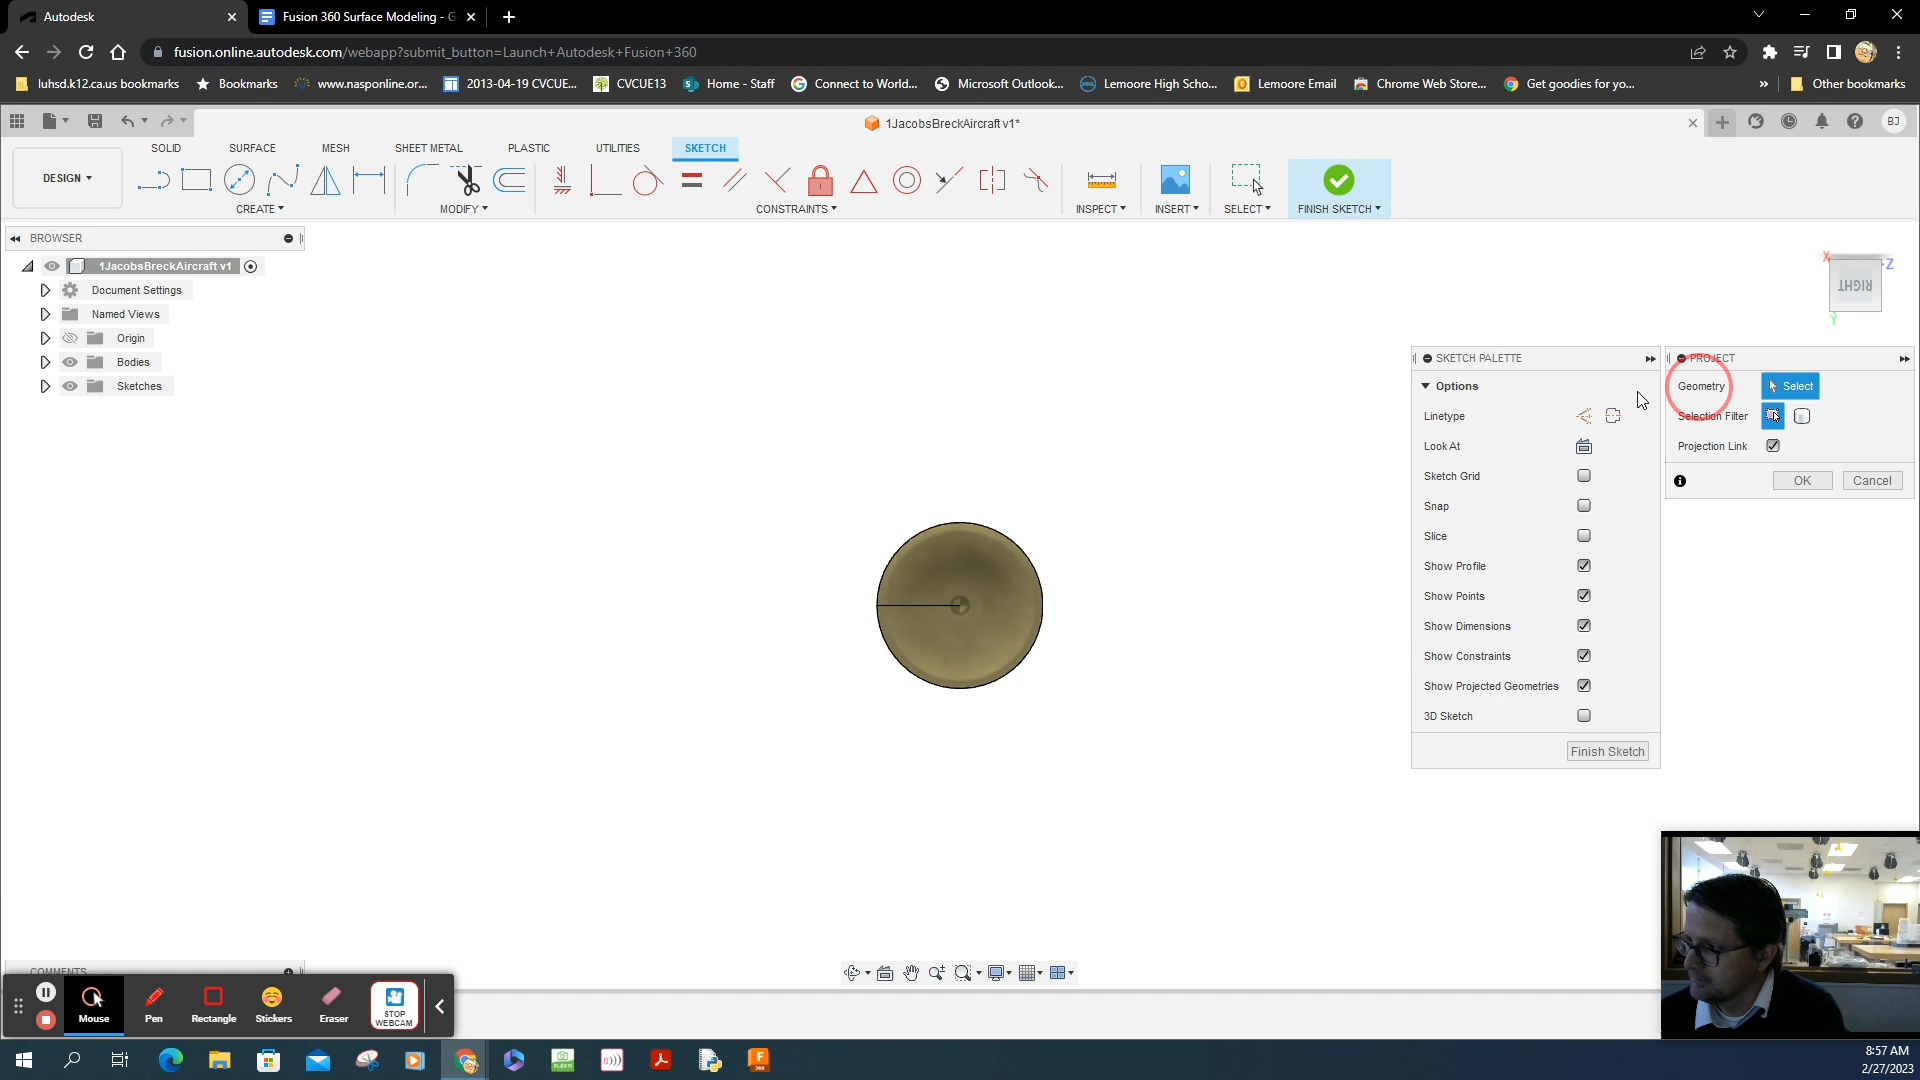 Autodesk
Fusion 360 Surface Modeling - G
fusion.online.autodesk.com/webapp?submit_button=Launch+Autodesk+Fusion+360
luhsd.k12.ca.us bookmarks
Bookmarks
www.nasponline.or...
2013-04-19 CVCUE...
CVCUE13
Home - Staff
Connect to World...
Microsoft Outlook...
Lemoore High Scho...
Lemoore Email
Chrome Web Store...
Get goodies for yo...
»
Other bookmarks
1JacobsBreckAircraft v1*
BJ
SOLID
SURFACE
MESH
SHEET METAL
PLASTIC
UTILITIES
SKETCH
DESIGN
CREATE
MODIFY
CONSTRAINTS
INSPECT
INSERT
SELECT
FINISH SKETCH
BROWSER
1JacobsBreckAircraft v1
Document Settings
Named Views
Origin
Bodies
Sketches
X
Z
RIGHT
Y
SKETCH PALETTE
Options
Linetype
Look At
Sketch Grid
Snap
Slice
Show Profile
Show Points
Show Dimensions
Show Constraints
Show Projected Geometries
3D Sketch
Finish Sketch
PROJECT
Geometry
Select
Selection Filter
Projection Link
OK
Cancel
COMMENTS
Mouse
Pen
Rectangle
Stickers
Eraser
STOP
WEBCAM
8:57 AM
2/27/2023